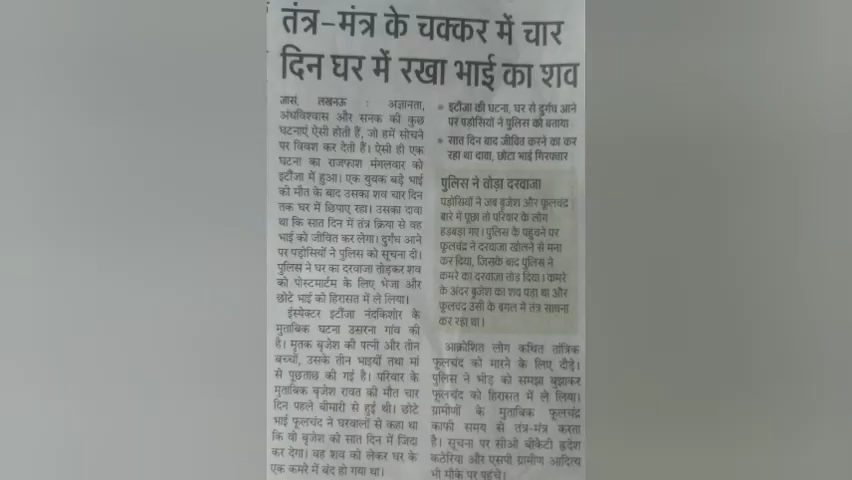 तंत्र-मंत्र के चक्कर में चार
दिन घर में रखा भाई का शव
जासं, लखनऊ : अज्ञानता,
अंधविश्वास और सनक की कुछ
घटनाएं ऐसी होती हैं, जो हमें सोचने
पर विवश कर देती हैं। ऐसी ही एक
घटना का राजफाश मंगलवार को
इटौंजा में हुआ। एक युवक बड़े भाई
की मौत के बाद उसका शव चार दिन
तक घर में छिपाए रहा। उसका दावा
था कि सात दिन में तंत्र क्रिया से वह
भाई को जीवित कर लेगा। दुर्गंध आने
पर पड़ोसियों ने पुलिस को सूचना दी।
पुलिस ने घर का दरवाजा तोड़कर शव
को पोस्टमार्टम के लिए भेजा और
छोटे भाई को हिरासत में ले लिया।
इंस्पेक्टर इटौंजा नंदकिशोर के
मुताबिक घटना उसरना गांव की
है। मृतक बृजेश की पत्नी और तीन
बच्चों, उसके तीन भाइयों तथा मां
से पूछताछ की गई है। परिवार के
मुताबिक बृजेश रावत की मौत चार
दिन पहले बीमारी से हुई थी। छोटे
भाई फूलचंद ने घरवालों से कहा था
कि वो बृजेश को सात दिन में जिंदा
कर देगा। वह शव को लेकर घर के
एक कमरे में बंद हो गया था।
• इटौंजा की घटना, घर से दुर्गंध आने
पर पड़ोसियों ने पुलिस को बताया
• सात दिन बाद जीवित करने का कर
रहा था दावा, छोटा भाई गिरफ्तार
पुलिस ने तोड़ा दरवाजा
पड़ोसियों ने जब बृजेश और फूलचंद्र
बारे में पूछा तो परिवार के लोग
हड़बड़ा गए। पुलिस के पहुंचने पर
फूलचंद्र ने दरवाजा खोलने से मना
कर दिया, जिसके बाद पुलिस ने
कमरे का दरवाजा तोड़ दिया। कमरे
के अंदर बृजेश का शव पड़ा था और
फूलचंद्र उसी के बगल में तंत्र साधना
कर रहा था।
आक्रोशित लोग कथित तांत्रिक
फूलचंद को मारने के लिए दौड़े।
पुलिस ने भीड़ को समझा बुझाकर
फूलचंद को हिरासत में ले लिया।
ग्रामीणों के मुताबिक फूलचंद्र
काफी समय से तंत्र-मंत्र करता
है। सूचना पर सीओ बीकेटी ह्रदेश
कठेरिया और एसपी ग्रामीण आदित्य
भी मौके पर पहुंचे।